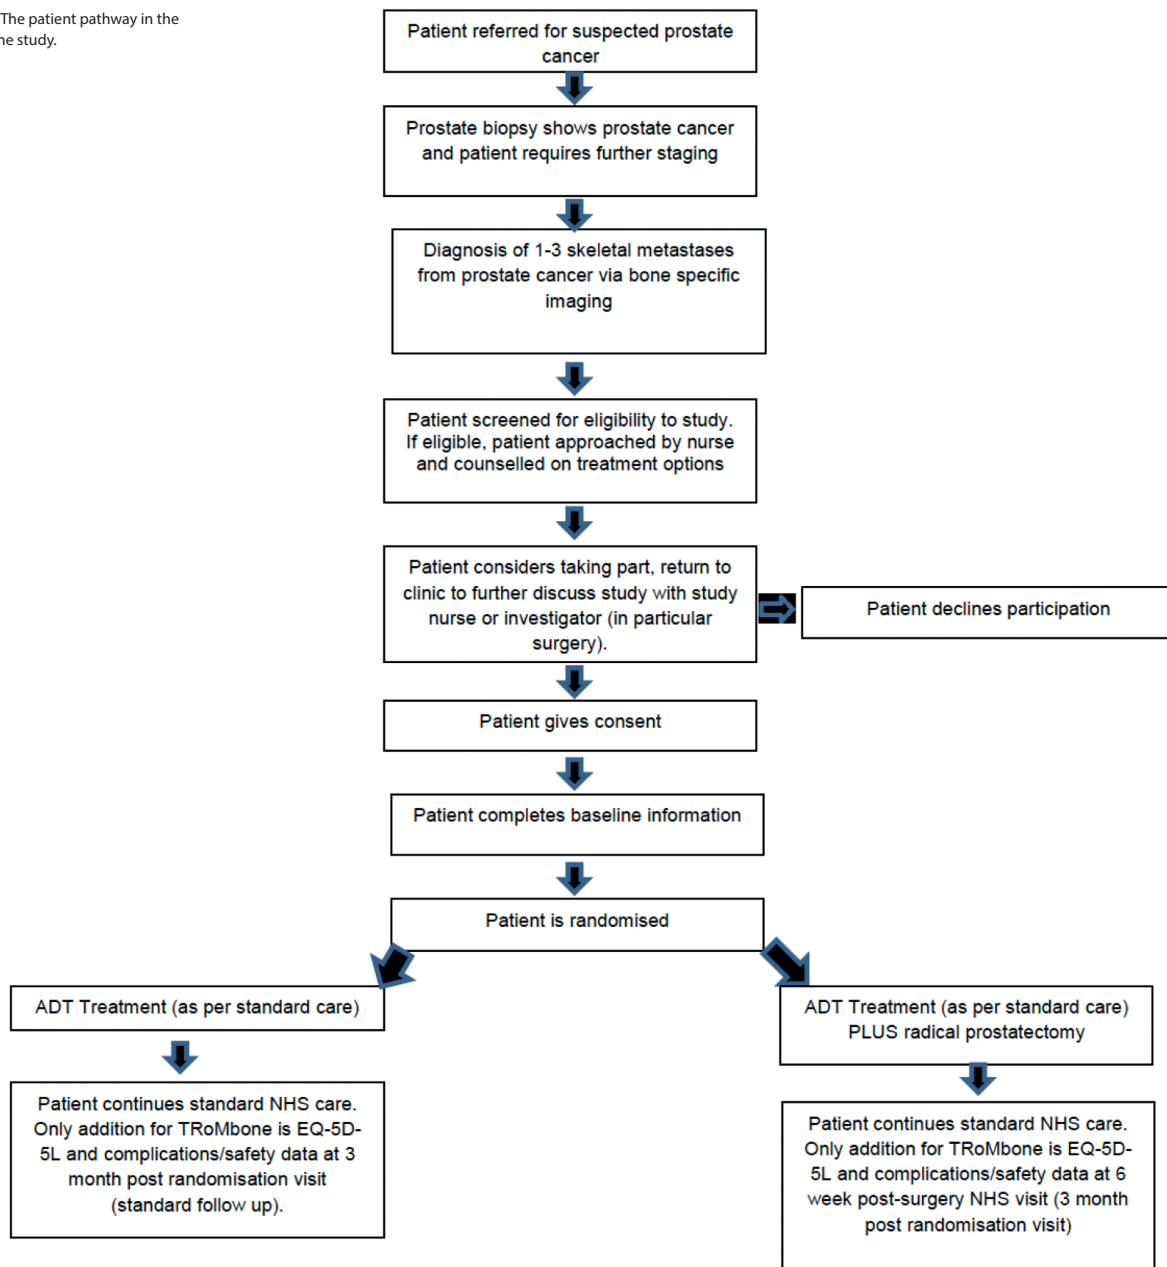 The patient pathway in the
ne study.
Patient referred for suspected prostate
cancer
Prostate biopsy shows prostate cancer
and patient requires further staging
Diagnosis of 1-3 skeletal metastases
from prostate cancer via bone specific
imaging
Patient screened for eligibility to study.
If eligible, patient approached by nurse
and counselled on treatment options
Patient considers taking part, return to
clinic to further discuss study with study
nurse or investigator (in particular
surgery).
Patient declines participation
Patient gives consent
Patient completes baseline information
Patient is randomised
ADT Treatment (as per standard care)
Patient continues standard NHS care.
Only addition for TRoMbone is EQ-5D-
5L and complications/safety data at 3
month post randomisation visit
(standard follow up).
ADT Treatment (as per standard care)
PLUS radical prostatectomy
Patient continues standard NHS care.
Only addition for TRoMbone is EQ-5D-
5L and complications/safety data at 6
week post-surgery NHS visit (3 month
post randomisation visit)